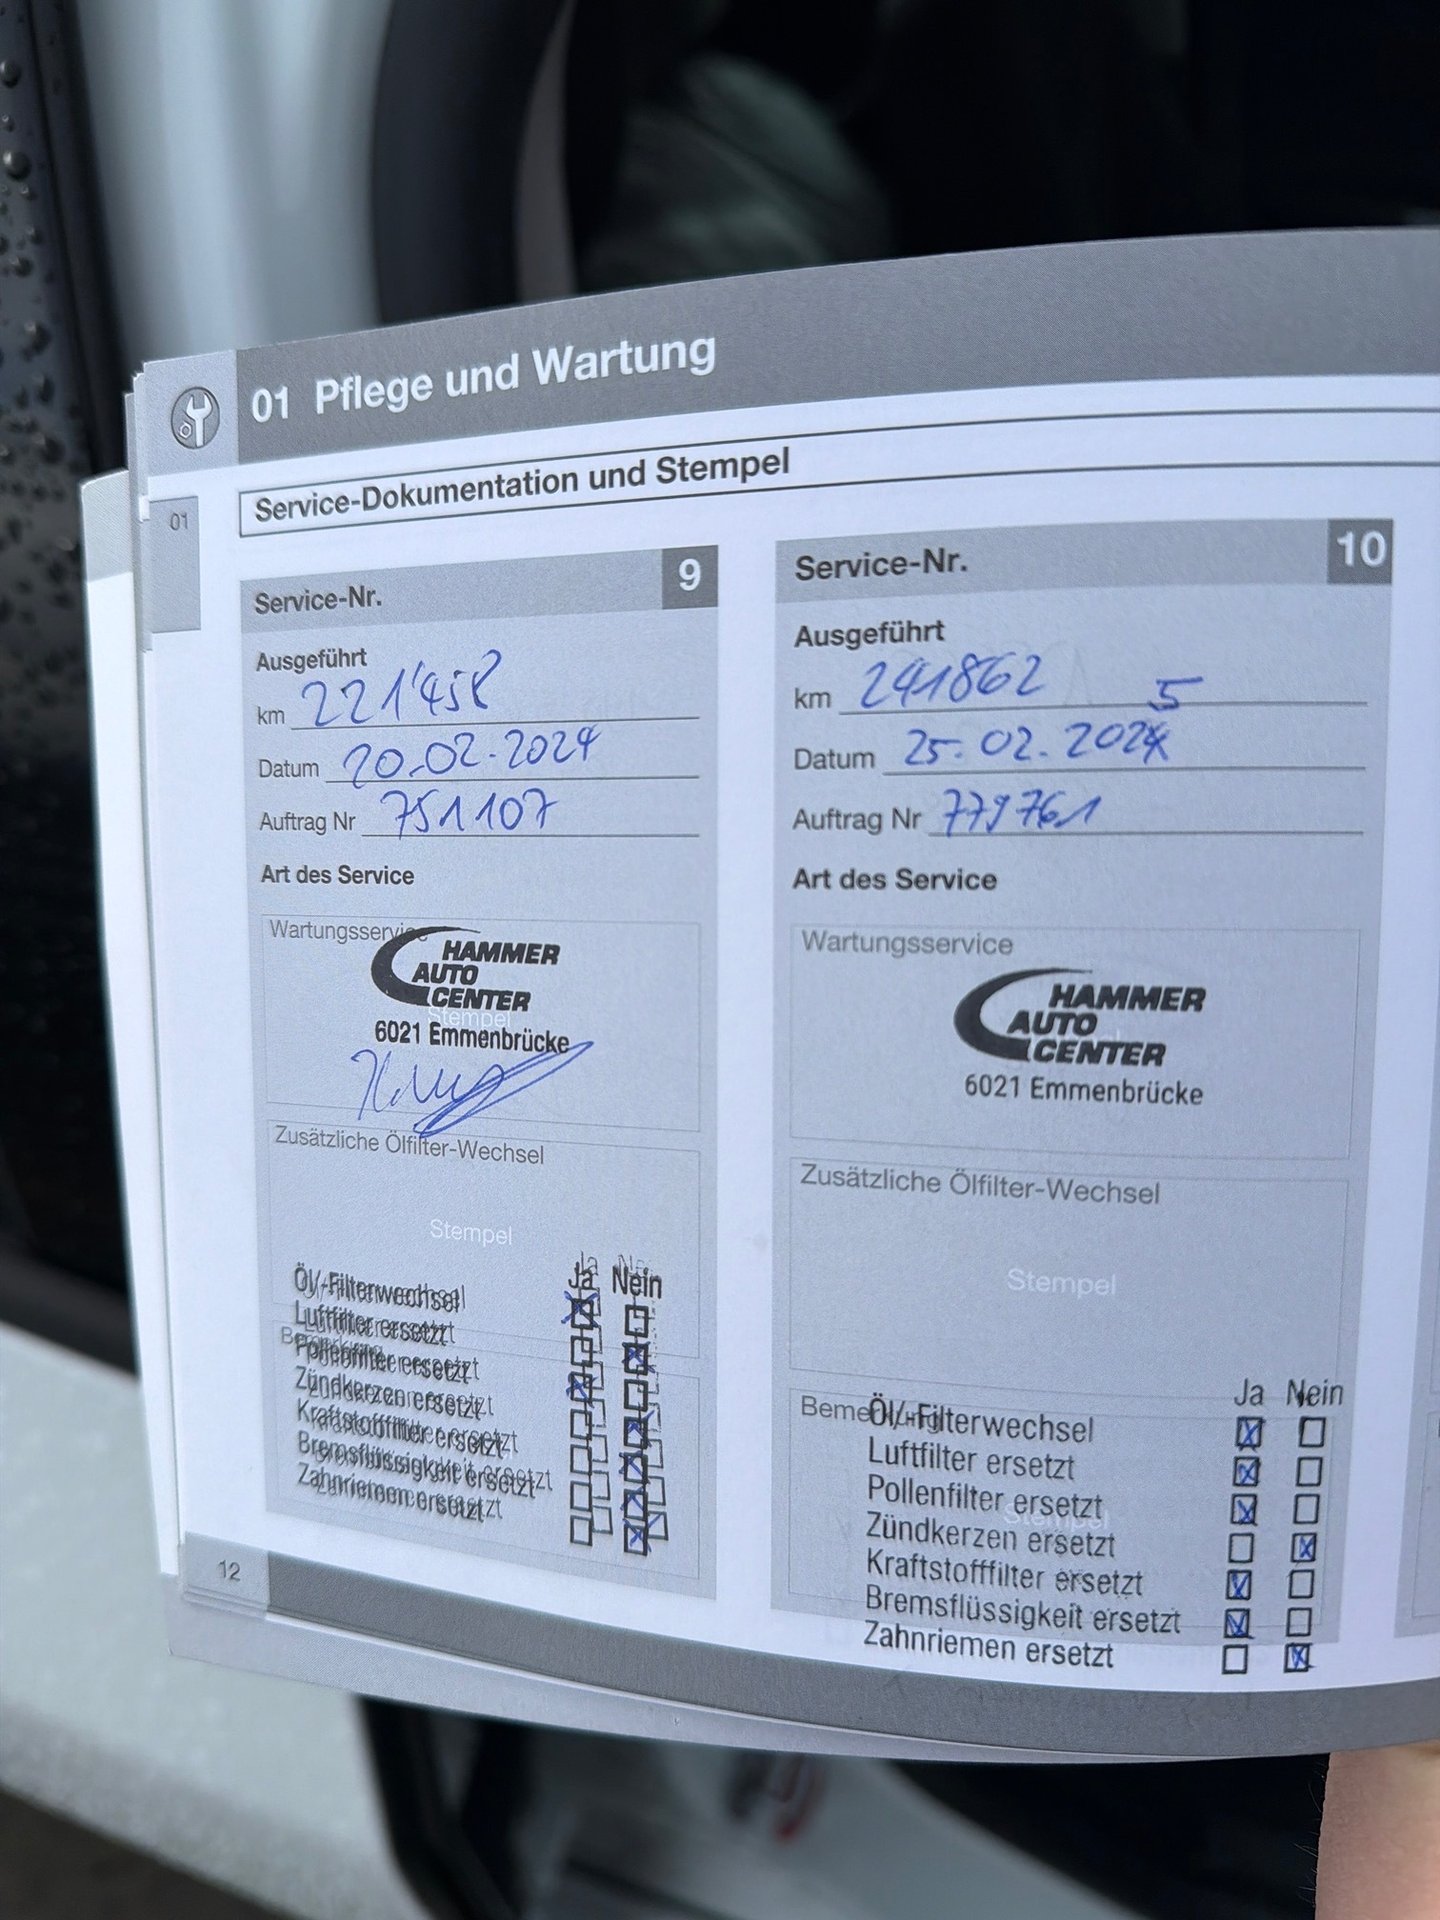 01 Pflege und Wartung
Service-Dokumentation und Stempel
01
Service-Nr. 9
Ausgeführt
km 221'458
Datum 20.02.2024
Auftrag Nr 751107
Art des Service
Wartungsservice
HAMMER
AUTO
CENTER
Stempel
6021 Emmenbrücke
Zusätzliche Ölfilter-Wechsel
Stempel
Ja Nein
Öl/-Filterwechsel
Luftfilter ersetzt
Bemerkung
Pollenfilter ersetzt
Zündkerzen ersetzt
Kraftstofffilter ersetzt
Bremsflüssigkeit ersetzt
Zahnriemen ersetzt
12
Service-Nr. 10
Ausgeführt
km 241862
5
Datum 25.02.2024
Auftrag Nr 779761
Art des Service
Wartungsservice
HAMMER
AUTO
CENTER
6021 Emmenbrücke
Zusätzliche Ölfilter-Wechsel
Stempel
Ja Nein
Bemerkung
Öl/-Filterwechsel
Luftfilter ersetzt
Pollenfilter ersetzt
Stempel
Zündkerzen ersetzt
Kraftstofffilter ersetzt
Bremsflüssigkeit ersetzt
Zahnriemen ersetzt